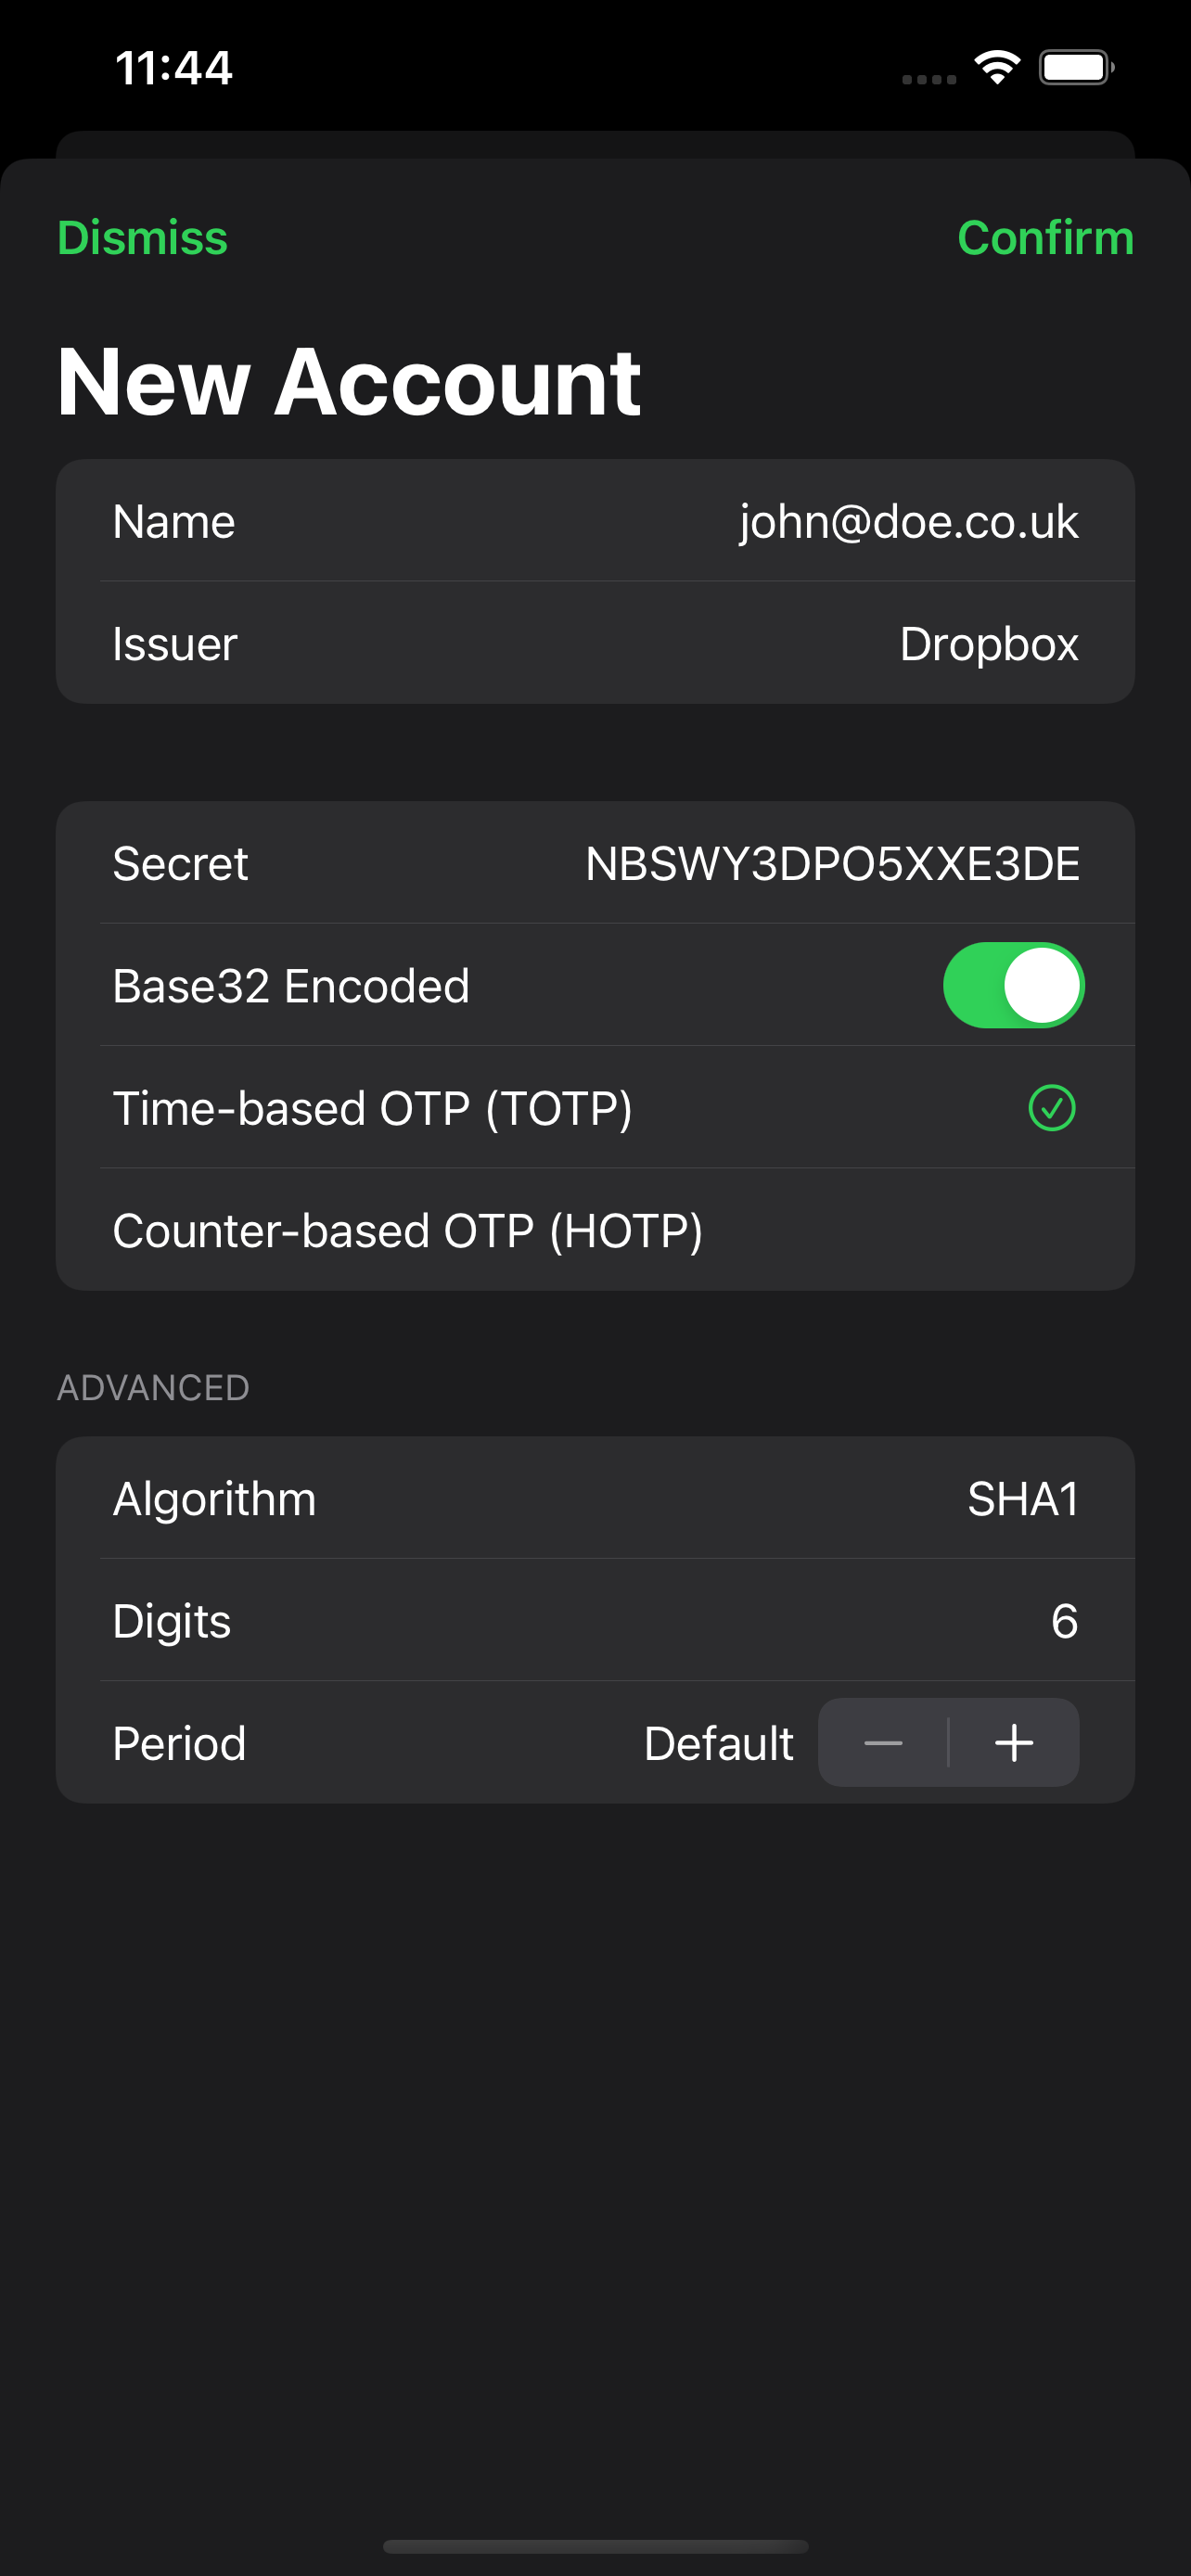 11:44
Dismiss Confirm
New Account
Name john@doe.co.uk
Issuer Dropbox
Secret NBSWY3DPO5XXE3DE
Base32 Encoded
Time-based OTP (TOTP)
Counter-based OTP (HOTP)
ADVANCED
Algorithm SHA1
Digits 6
Period Default